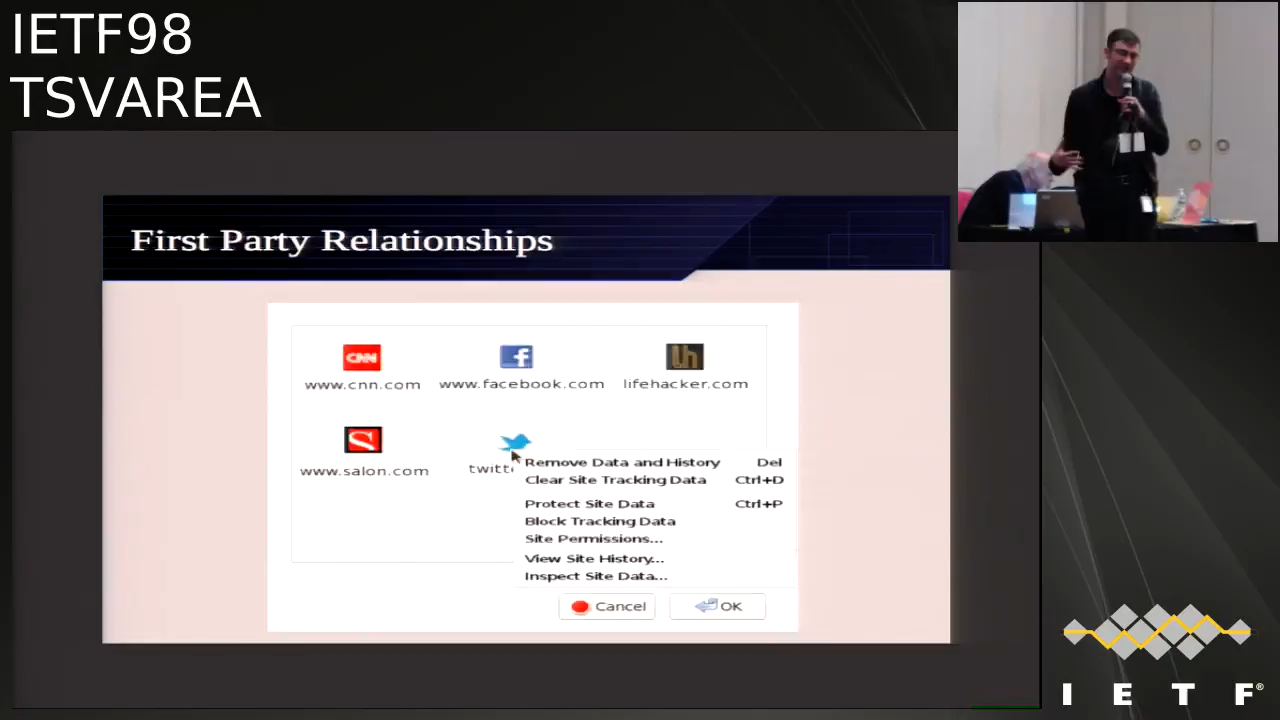 IETF98
TSVAREA
First Party Relationships
CNN
www.cnn.com
www.facebook.com
lh
lifehacker.com
S
www.salon.com
Remove Data and History Del
Clear Site Tracking Data Ctrl+D
Protect Site Data Ctrl+P
Block Tracking Data
Site Permissions...
View Site History...
Inspect Site Data...
Cancel OK
I E T F®